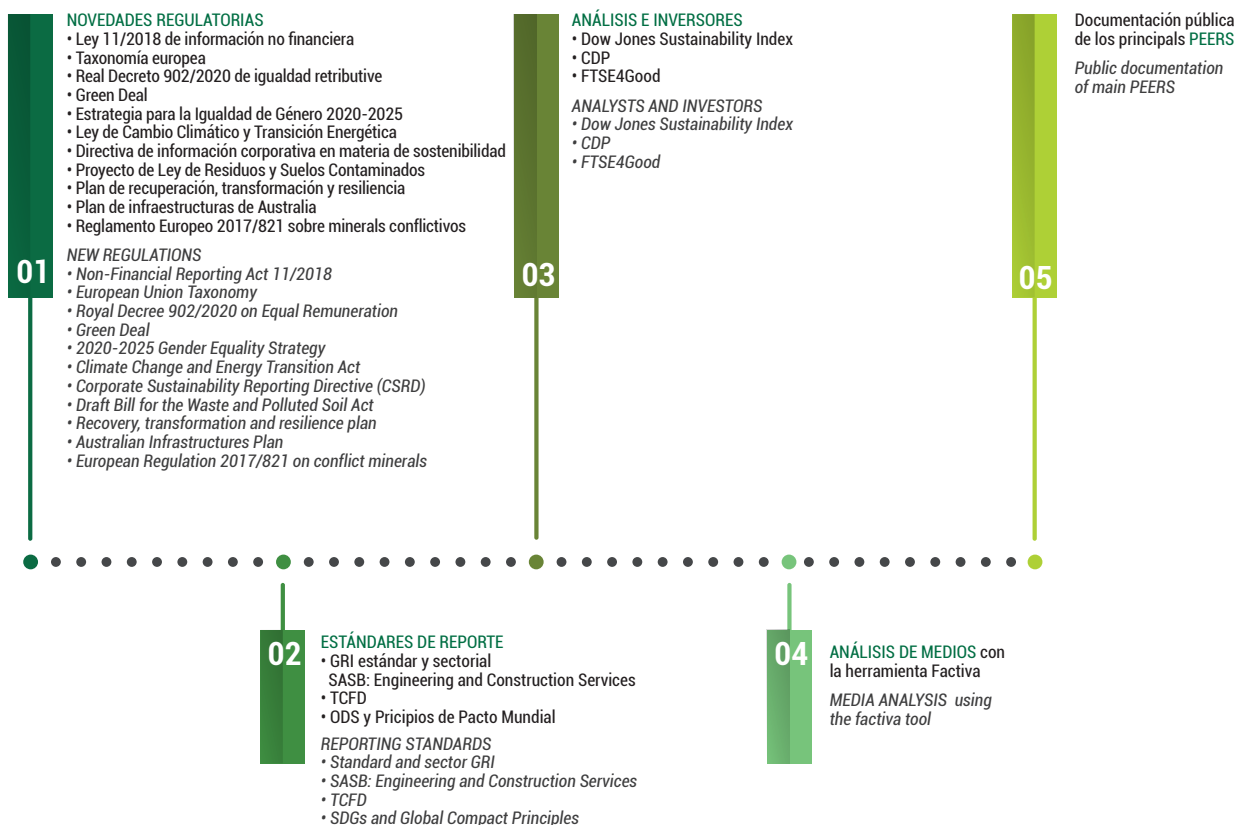 01
NOVEDADES REGULATORIAS
• Ley 11/2018 de información no financiera
• Taxonomía europea
• Real Decreto 902/2020 de igualdad retributive
• Green Deal
• Estrategia para la Igualdad de Género 2020-2025
• Ley de Cambio Climático y Transición Energética
• Directiva de información corporativa en materia de sostenibilidad
• Proyecto de Ley de Residuos y Suelos Contaminados
• Plan de recuperación, transformación y resiliencia
• Plan de infraestructuras de Australia
• Reglamento Europeo 2017/821 sobre minerals conflictivos
NEW REGULATIONS
• Non-Financial Reporting Act 11/2018
• European Union Taxonomy
• Royal Decree 902/2020 on Equal Remuneration
• Green Deal
• 2020-2025 Gender Equality Strategy
• Climate Change and Energy Transition Act
• Corporate Sustainability Reporting Directive (CSRD)
• Draft Bill for the Waste and Polluted Soil Act
• Recovery, transformation and resilience plan
• Australian Infrastructures Plan
• European Regulation 2017/821 on conflict minerals
02
ESTÁNDARES DE REPORTE
• GRI estándar y sectorial
SASB: Engineering and Construction Services
• TCFD
• ODS y Pricipios de Pacto Mundial
REPORTING STANDARDS
• Standard and sector GRI
• SASB: Engineering and Construction Services
• TCFD
• SDGs and Global Compact Principles
03
ANÁLISIS E INVERSORES
• Dow Jones Sustainability Index
• CDP
• FTSE4Good
ANALYSTS AND INVESTORS
• Dow Jones Sustainability Index
• CDP
• FTSE4Good
04
ANÁLISIS DE MEDIOS con
la herramienta Factiva
MEDIA ANALYSIS using
the factiva tool
05
Documentación pública
de los principals PEERS
Public documentation
of main PEERS